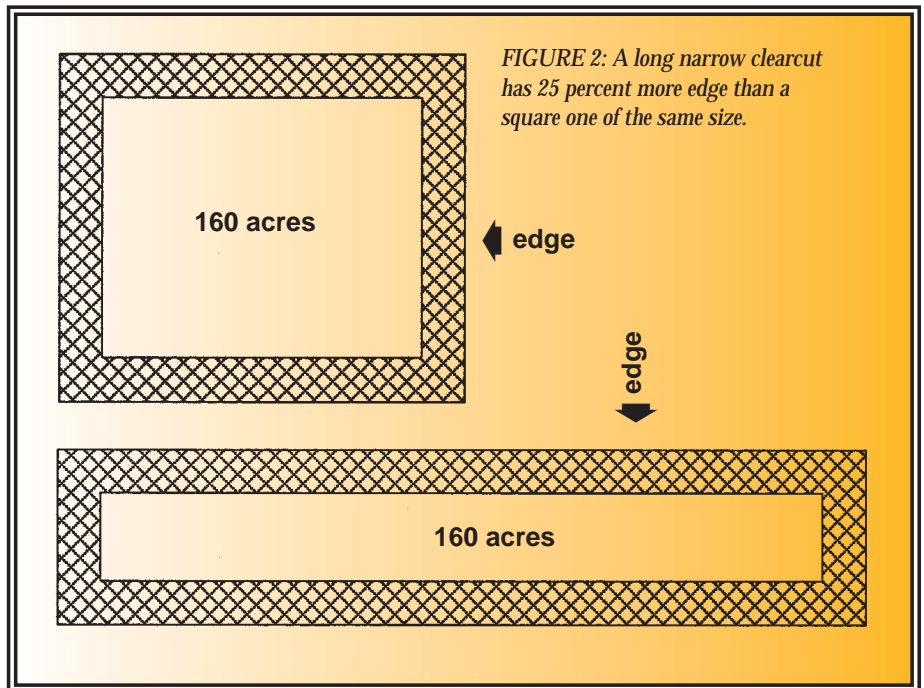 FIGURE 2: A long narrow clearcut
has 25 percent more edge than a
square one of the same size.
160 acres
edge
edge
160 acres